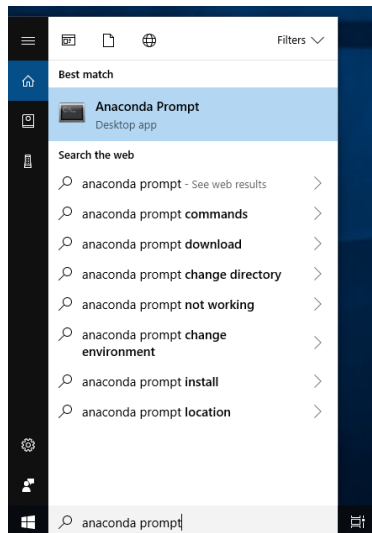 Filters
Best match
Anaconda Prompt
Desktop app
Search the web
anaconda prompt - See web results
anaconda prompt commands
anaconda prompt download
anaconda prompt change directory
anaconda prompt not working
anaconda prompt change
environment
anaconda prompt install
anaconda prompt location
anaconda prompt